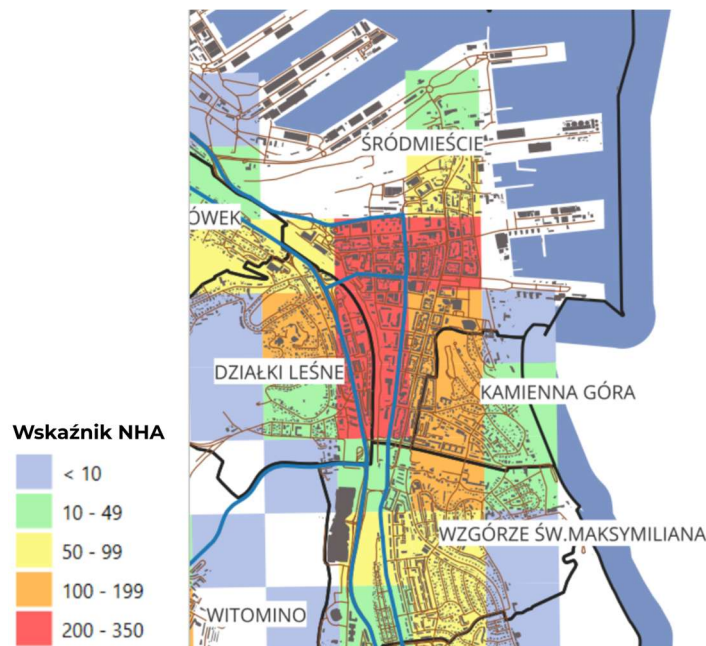 ŚRÓDMIEŚCIE
ÓWEK
DZIAŁKI LEŚNE
KAMIENNA GÓRA
Wskaźnik NHA
< 10
10 - 49
50 - 99
100 - 199
200 - 350
WZGÓRZE ŚW.MAKSYMILIANA
WITOMINO